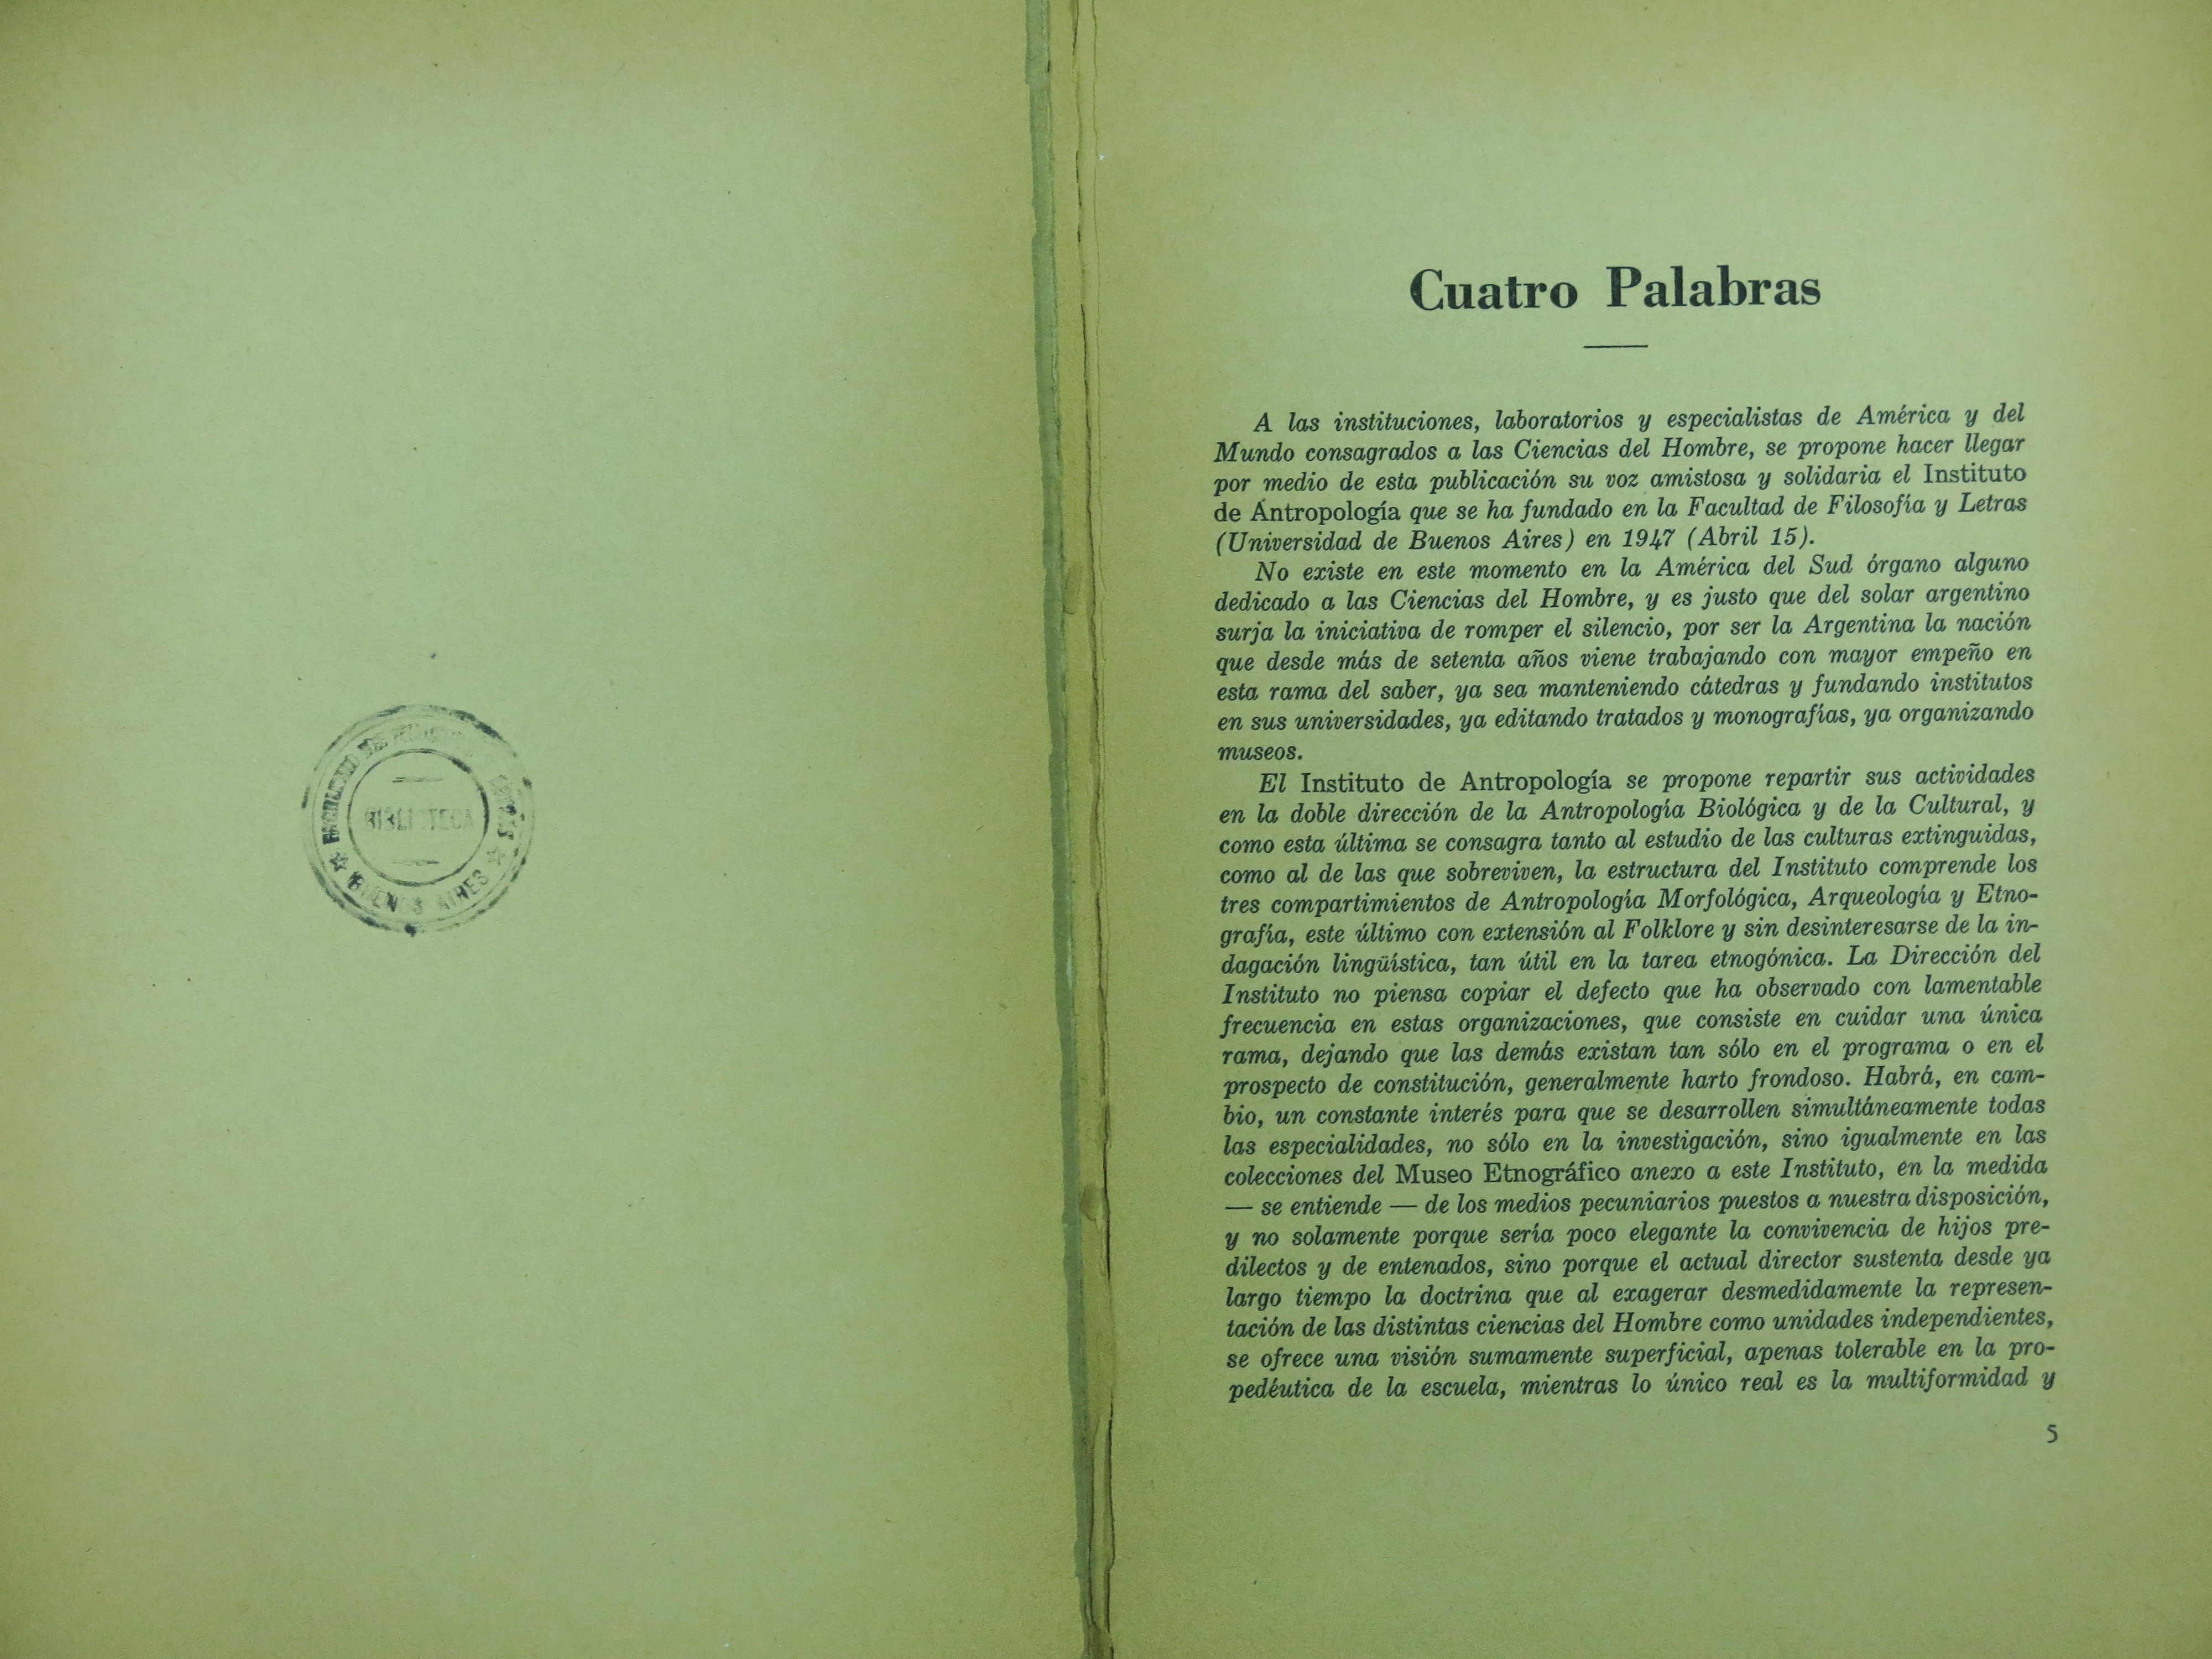 BIBLIOTECA
BUENOS AIRES
Cuatro Palabras
A las instituciones, laboratorios y especialistas de América y del
Mundo consagrados a las Ciencias del Hombre, se propone hacer llegar
por medio de esta publicación su voz amistosa y solidaria el Instituto
de Antropología que se ha fundado en la Facultad de Filosofía y Letras
(Universidad de Buenos Aires) en 1947 (Abril 15).
No existe en este momento en la América del Sud órgano alguno
dedicado a las Ciencias del Hombre, y es justo que del solar argentino
surja la iniciativa de romper el silencio, por ser la Argentina la nación
que desde más de setenta años viene trabajando con mayor empeño en
esta rama del saber, ya sea manteniendo cátedras y fundando institutos
en sus universidades, ya editando tratados y monografías, ya organizando
museos.
El Instituto de Antropología se propone repartir sus actividades
en la doble dirección de la Antropología Biológica y de la Cultural, y
como esta última se consagra tanto al estudio de las culturas extinguidas,
como al de las que sobreviven, la estructura del Instituto comprende los
tres compartimientos de Antropología Morfológica, Arqueología y Etno-
grafía, este último con extensión al Folklore y sin desinteresarse de la in-
dagación lingüística, tan útil en la tarea etnogónica. La Dirección del
Instituto no piensa copiar el defecto que ha observado con lamentable
frecuencia en estas organizaciones, que consiste en cuidar una única
rama, dejando que las demás existan tan sólo en el programa o en el
prospecto de constitución, generalmente harto frondoso. Habrá, en cam-
bio, un constante interés para que se desarrollen simultáneamente todas
las especialidades, no sólo en la investigación, sino igualmente en las
colecciones del Museo Etnográfico anexo a este Instituto, en la medida
— se entiende — de los medios pecuniarios puestos a nuestra disposición,
y no solamente porque sería poco elegante la convivencia de hijos pre-
dilectos y de entenados, sino porque el actual director sustenta desde ya
largo tiempo la doctrina que al exagerar desmedidamente la represen-
tación de las distintas ciencias del Hombre como unidades independientes,
se ofrece una visión sumamente superficial, apenas tolerable en la pro-
pedéutica de la escuela, mientras lo único real es la multiformidad y
5